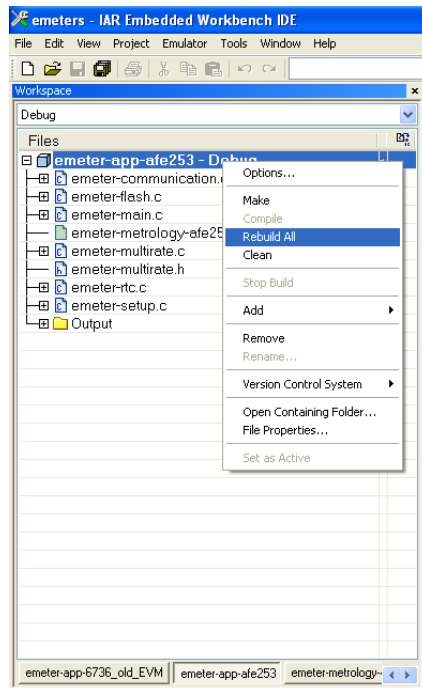 emeters - IAR Embedded Workbench IDE
File Edit View Project Emulator Tools Window Help
Workspace
Debug
Files
emeter-app-afe253 - Debug
emeter-communication.
emeter-flash.c
emeter-main.c
emeter-metrology-afe25
emeter-multirate.c
emeter-multirate.h
emeter-rtc.c
emeter-setup.c
Output
Options...
Make
Compile
Rebuild All
Clean
Stop Build
Add
Remove
Rename...
Version Control System
Open Containing Folder...
File Properties...
Set as Active
emeter-app-6736_old_EVM emeter-app-afe253 emeter-metrology-